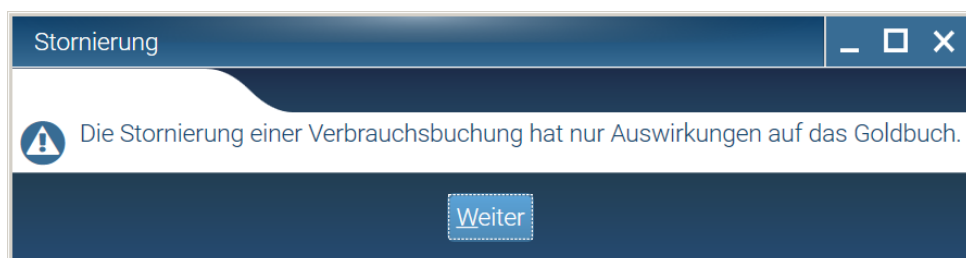 Stornierung
Die Stornierung einer Verbrauchsbuchung hat nur Auswirkungen auf das Goldbuch.
Weiter